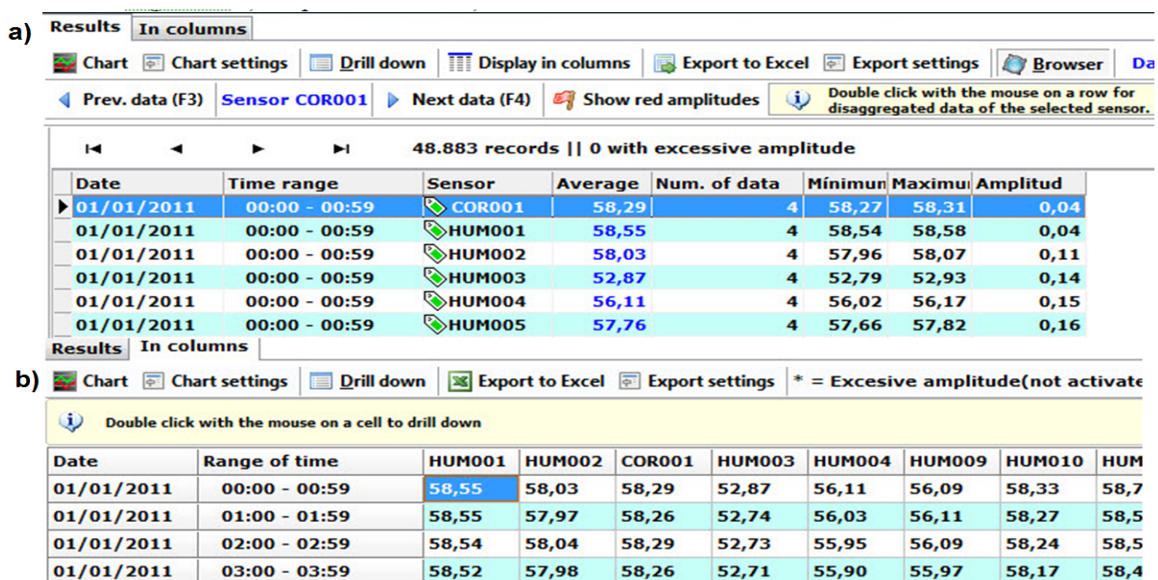 a)
Results In columns
Chart Chart settings Drill down Display in columns Export to Excel Export settings Browser Da
Prev. data (F3) Sensor COR001 Next data (F4) Show red amplitudes Double click with the mouse on a row for
disaggregated data of the selected sensor.
48.883 records || 0 with excessive amplitude
Date Time range Sensor Average Num. of data Mínimun Maximu Amplitud
01/01/2011 00:00 - 00:59 COR001 58,29 4 58,27 58,31 0,04
01/01/2011 00:00 - 00:59 HUM001 58,55 4 58,54 58,58 0,04
01/01/2011 00:00 - 00:59 HUM002 58,03 4 57,96 58,07 0,11
01/01/2011 00:00 - 00:59 HUM003 52,87 4 52,79 52,93 0,14
01/01/2011 00:00 - 00:59 HUM004 56,11 4 56,02 56,17 0,15
01/01/2011 00:00 - 00:59 HUM005 57,76 4 57,66 57,82 0,16
Results In columns
b)
Chart Chart settings Drill down Export to Excel Export settings * = Excesive amplitude(not activate
Double click with the mouse on a cell to drill down
Date Range of time HUM001 HUM002 COR001 HUM003 HUM004 HUM009 HUM010 HUM
01/01/2011 00:00 - 00:59 58,55 58,03 58,29 52,87 56,11 56,09 58,33 58,7
01/01/2011 01:00 - 01:59 58,55 57,97 58,26 52,74 56,03 56,11 58,27 58,5
01/01/2011 02:00 - 02:59 58,54 58,04 58,29 52,73 55,95 56,09 58,24 58,5
01/01/2011 03:00 - 03:59 58,52 57,98 58,26 52,71 55,90 55,97 58,17 58,4